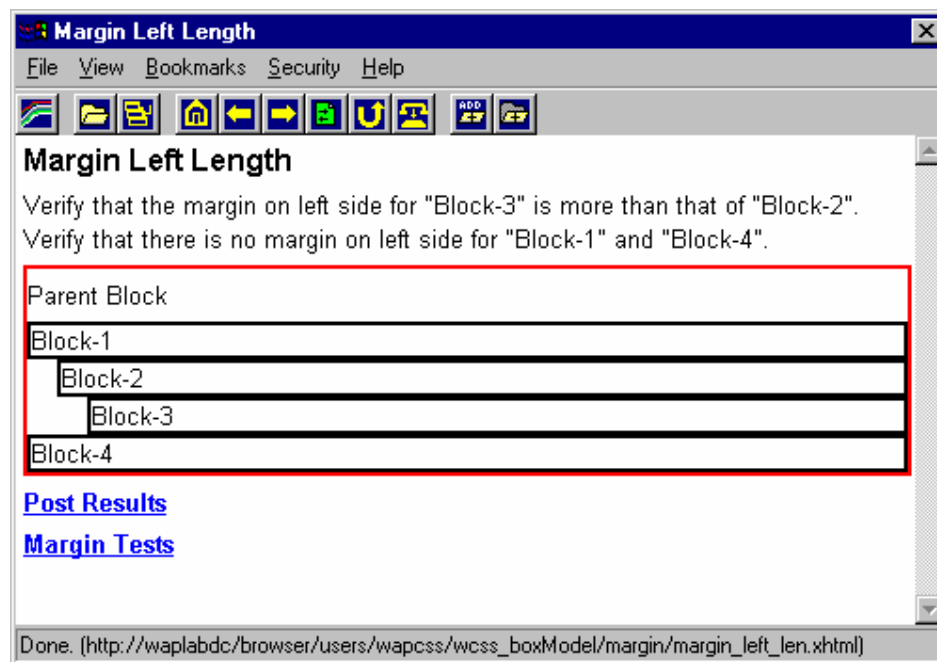 Margin Left Length
File View Bookmarks Security Help
ADD
Margin Left Length
Verify that the margin on left side for "Block-3" is more than that of "Block-2".
Verify that there is no margin on left side for "Block-1" and "Block-4".
Parent Block
Block-1
Block-2
Block-3
Block-4
Post Results
Margin Tests
Done. (http://waplabdc/browser/users/wapcss/wcss_boxModel/margin/margin_left_len.xhtml)